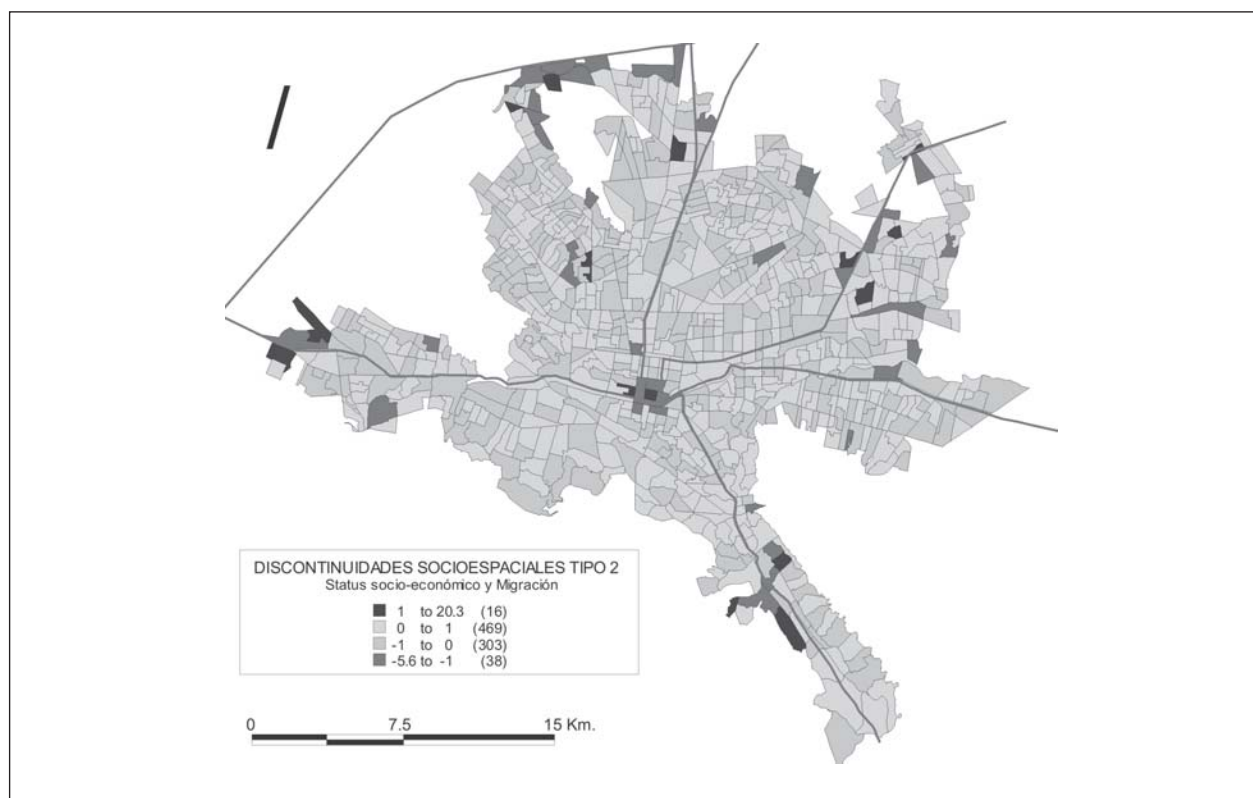 DISCONTINUIDADES SOCIOESPACIALES TIPO 2
Status socio-económico y Migración
1 to 20.3 (16)
0 to 1 (469)
-1 to 0 (303)
-5.6 to -1 (38)
0 7.5 15 Km.